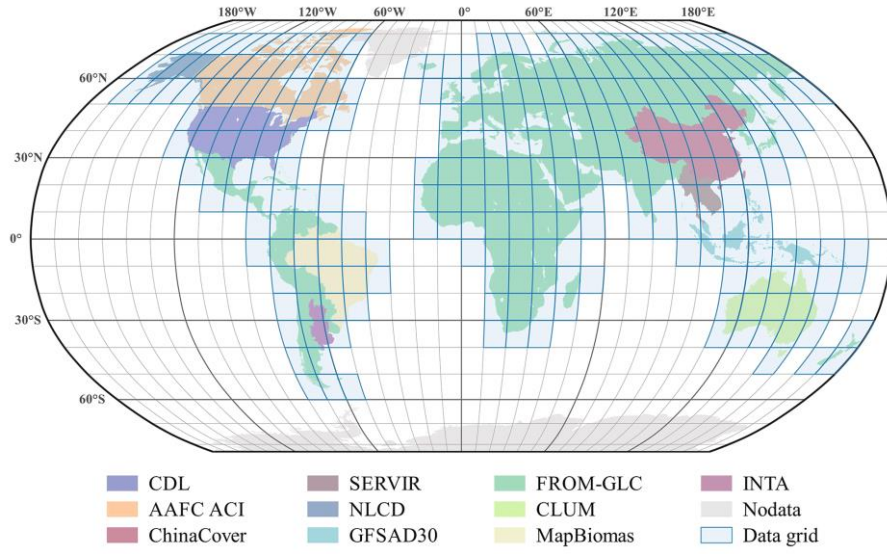 180°W 120°W 60°W 0° 60°E 120°E 180°E
60°N
30°N
0°
30°S
60°S
CDL SERVIR FROM-GLC INTA
AAFC ACI NLCD CLUM Nodata
ChinaCover GFSAD30 MapBiomas Data grid